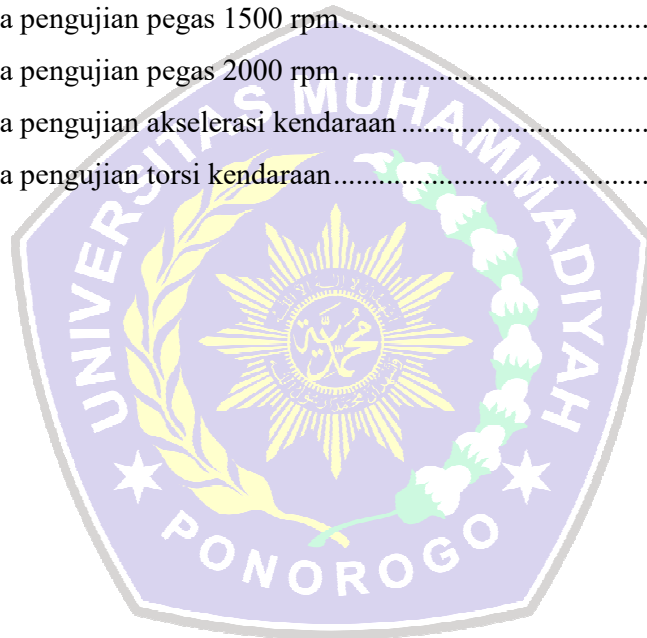 a pengujian pegas 1500 rpm..........................................
a pengujian pegas 2000 rpm..........................................
a pengujian akselerasi kendaraan..................................
a pengujian torsi kendaraan...........................................
UNIVERSITAS MUHAMMADIYAH
PONOROGO